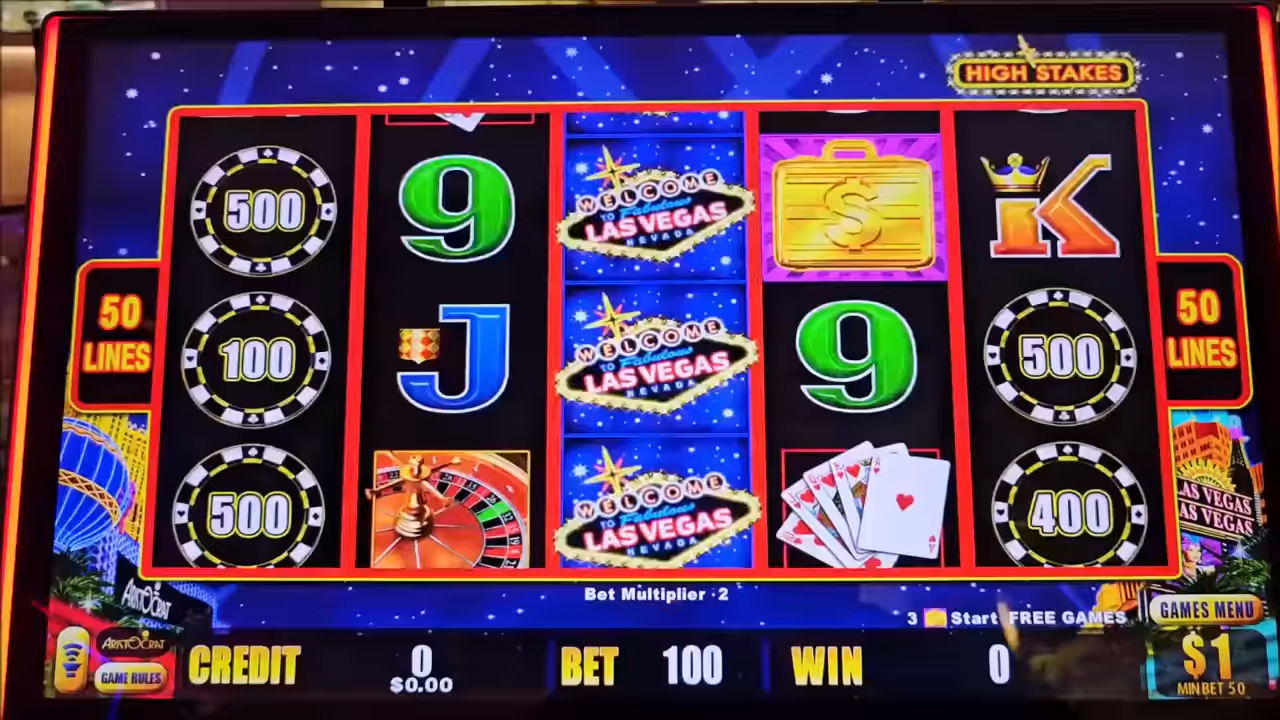 HIGH STAKES
500
9
WELCOME
TO Fabulous
LAS VEGAS
NEVADA
$
K
50
LINES
100
J
WELCOME
TO Fabulous
LAS VEGAS
NEVADA
9
500
50
LINES
500
WELCOME
TO Fabulous
LAS VEGAS
NEVADA
A
400
AS VEGAS
AS VEGAS
Bet Multiplier · 2
3 Start FREE GAMES
ARISTOCRAT
ARISTOCRAT
GAME RULES
CREDIT 0
$0.00
BET 100
WIN 0
GAMES MENU
$1
MIN BET 50